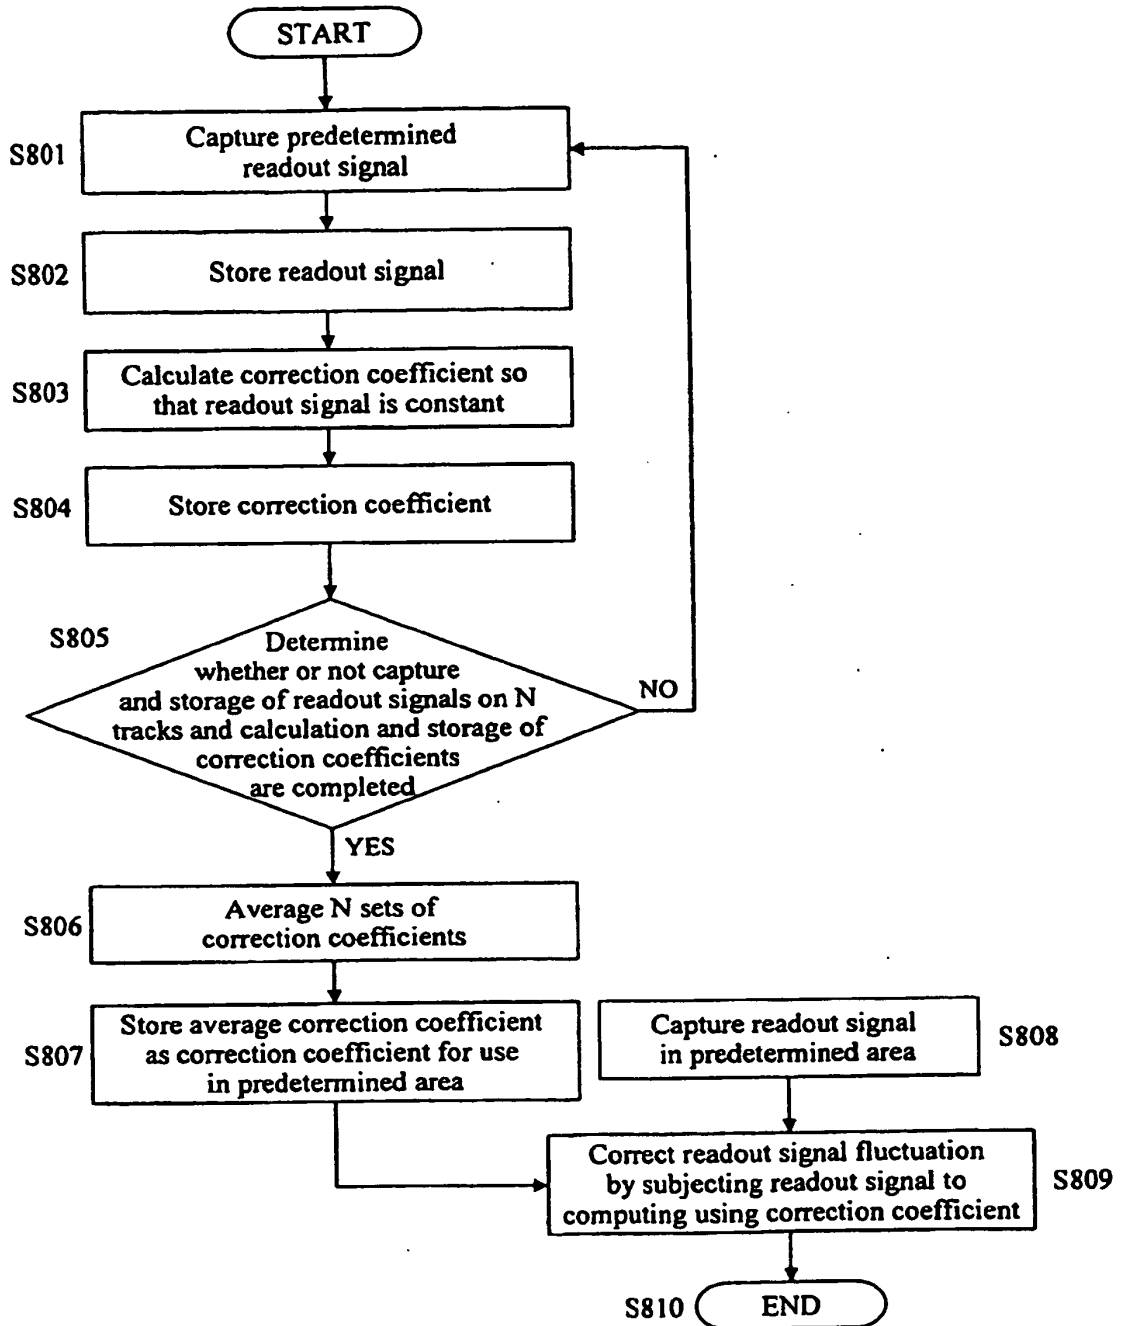 START
S801
Capture predetermined
readout signal
S802
Store readout signal
S803
Calculate correction coefficient so
that readout signal is constant
S804
Store correction coefficient
S805
Determine
whether or not capture
and storage of readout signals on N
tracks and calculation and storage of
correction coefficients
are completed
NO
YES
S806
Average N sets of
correction coefficients
S807
Store average correction coefficient
as correction coefficient for use
in predetermined area
Capture readout signal
in predetermined area
S808
Correct readout signal fluctuation
by subjecting readout signal to
computing using correction coefficient
S809
S810
END